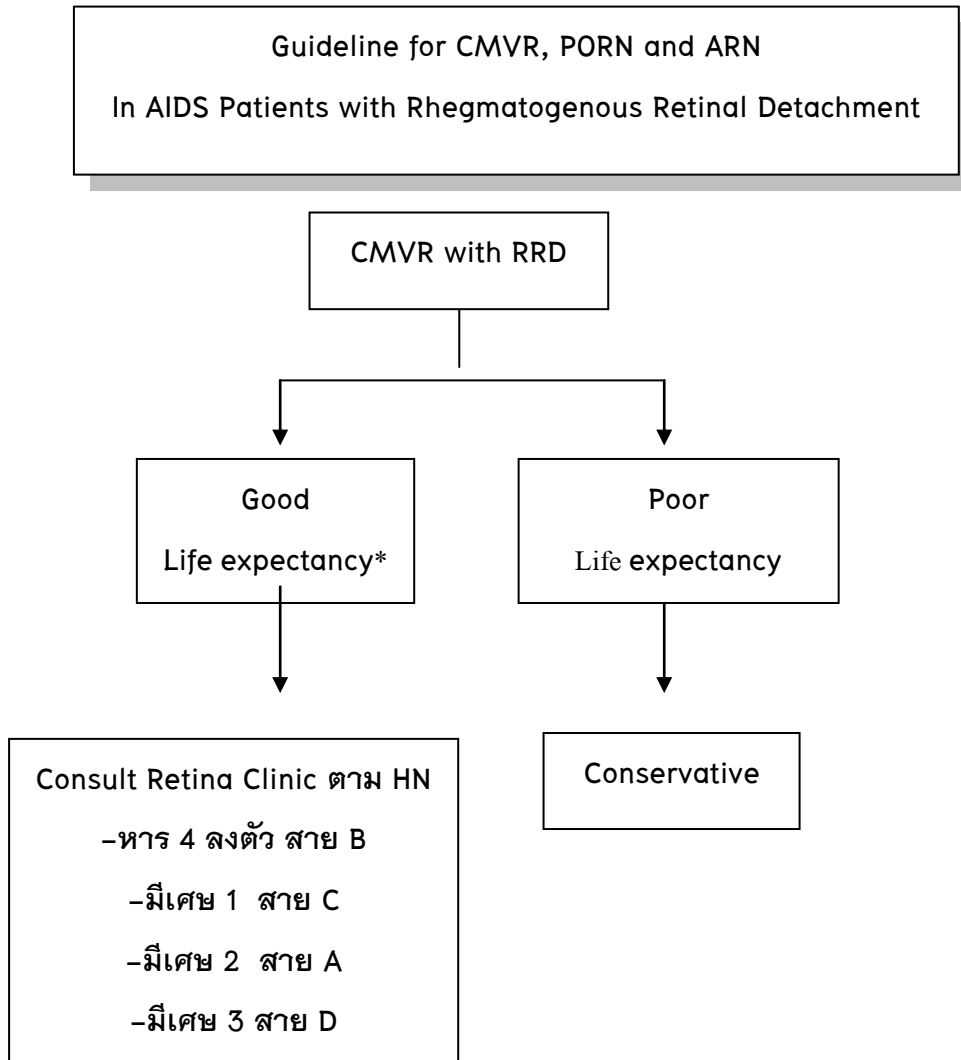 Guideline for CMVR, PORN and ARN
In AIDS Patients with Rhegmatogenous Retinal Detachment
CMVR with RRD
Good
Life expectancy*
Poor
Life expectancy
Consult Retina Clinic ตาม HN
-หาร 4 ลงตัว สาย B
-มีเศษ 1 สาย C
-มีเศษ 2 สาย A
-มีเศษ 3 สาย D
Conservative